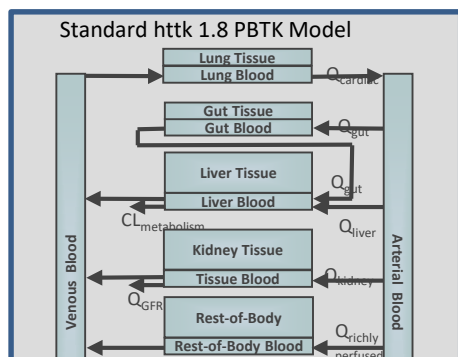 Standard httk 1.8 PBTK Model
Lung Tissue
Lung Blood
Qcardiac
Gut Tissue
Gut Blood
Qgut
Liver Tissue
Qgut
Liver Blood
CLmetabolism
Qliver
Kidney Tissue
Tissue Blood
Qkidney
QGFR
Rest-of-Body
Rest-of-Body Blood
Qrichly
perfused
Venous Blood
Arterial Blood